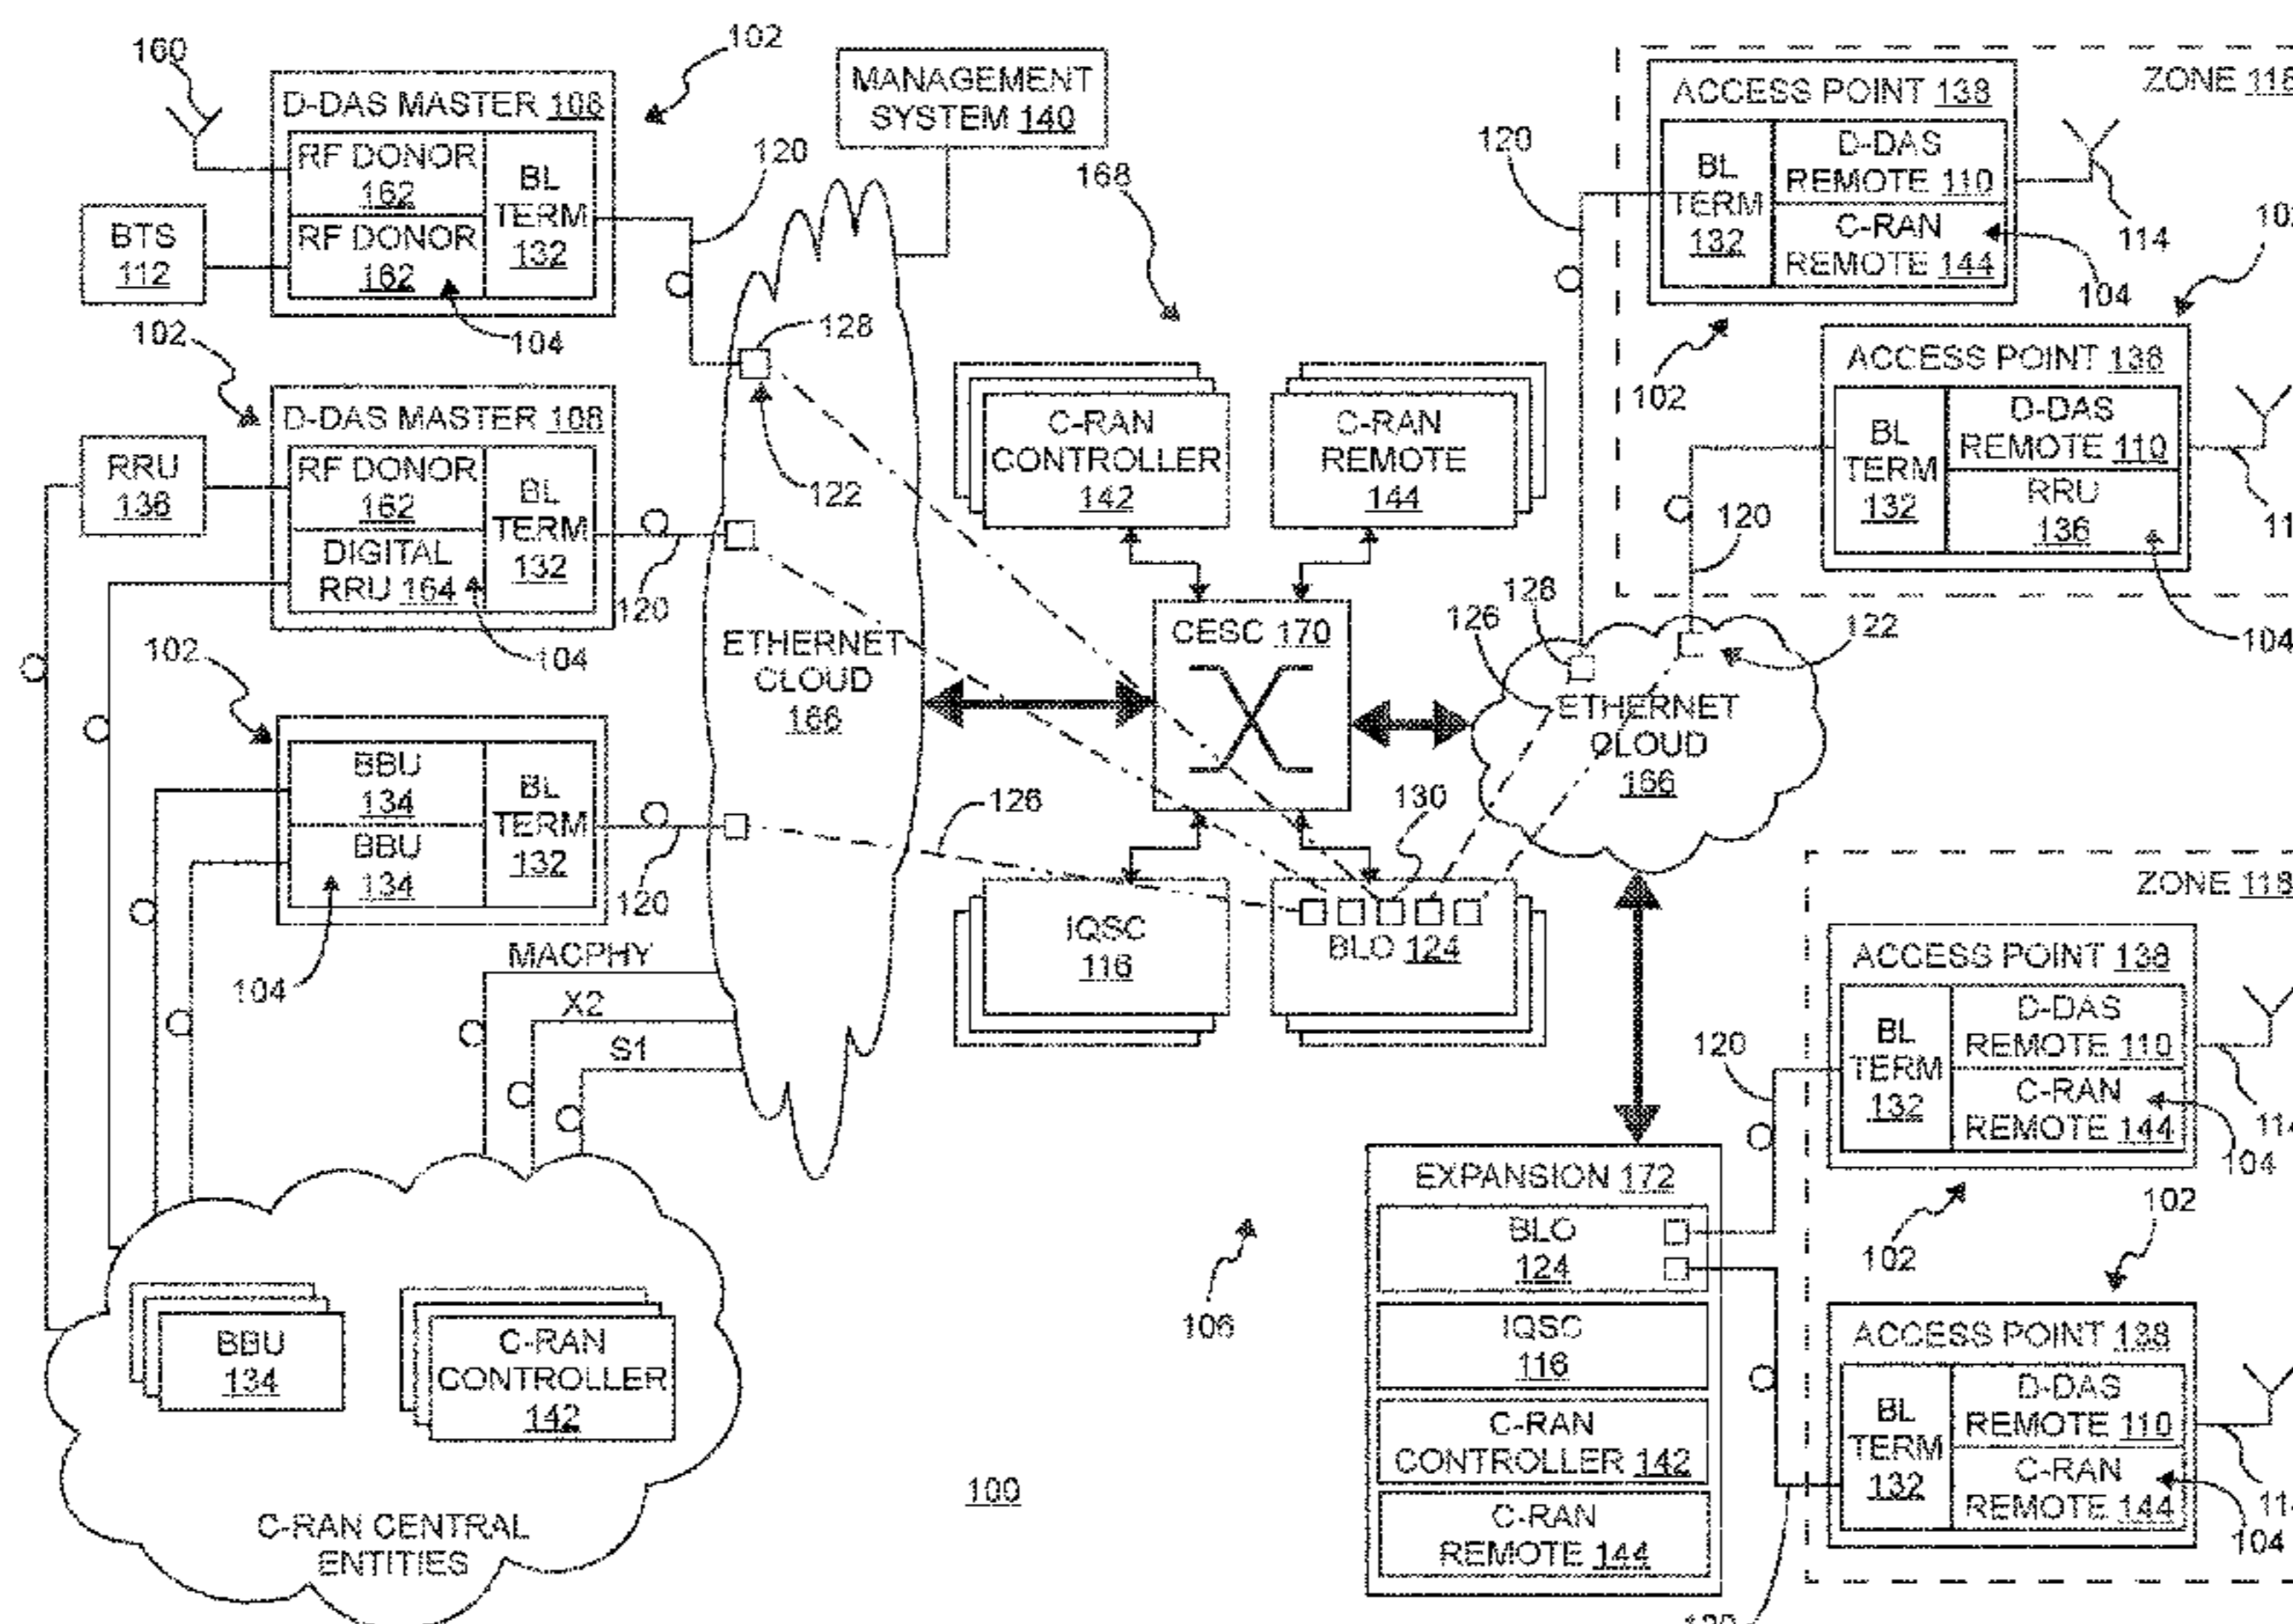 160
102
D-DAS MASTER 108
RF DONOR
162
RF DONOR
162
BL
TERM
132
BTS
112
104
120
MANAGEMENT
SYSTEM 140
128
122
168
102
D-DAS MASTER 108
RF DONOR
162
DIGITAL
RRU 164
BL
TERM
132
RRU
136
104
120
102
BBU
134
BBU
134
BL
TERM
132
104
120
ETHERNET
CLOUD
166
MACPHY
X2
S1
126
C-RAN
CONTROLLER
142
C-RAN
REMOTE
144
CESC 170
IQSC
116
130
BLO 124
ZONE 118
ACCESS POINT 138
BL
TERM
132
D-DAS
REMOTE 110
C-RAN
REMOTE 144
120
114
104
102
ACCESS POINT 138
BL
TERM
132
D-DAS
REMOTE 110
RRU
136
120
104
126
128
122
ETHERNET
CLOUD
166
ZONE 118
ACCESS POINT 138
BL
TERM
132
D-DAS
REMOTE 110
C-RAN
REMOTE 144
120
104
102
102
ACCESS POINT 138
BL
TERM
132
D-DAS
REMOTE 110
C-RAN
REMOTE 144
104
EXPANSION 172
BLO
124
IQSC
116
C-RAN
CONTROLLER 142
C-RAN
REMOTE 144
106
BBU
134
C-RAN
CONTROLLER
142
C-RAN CENTRAL
ENTITIES
100